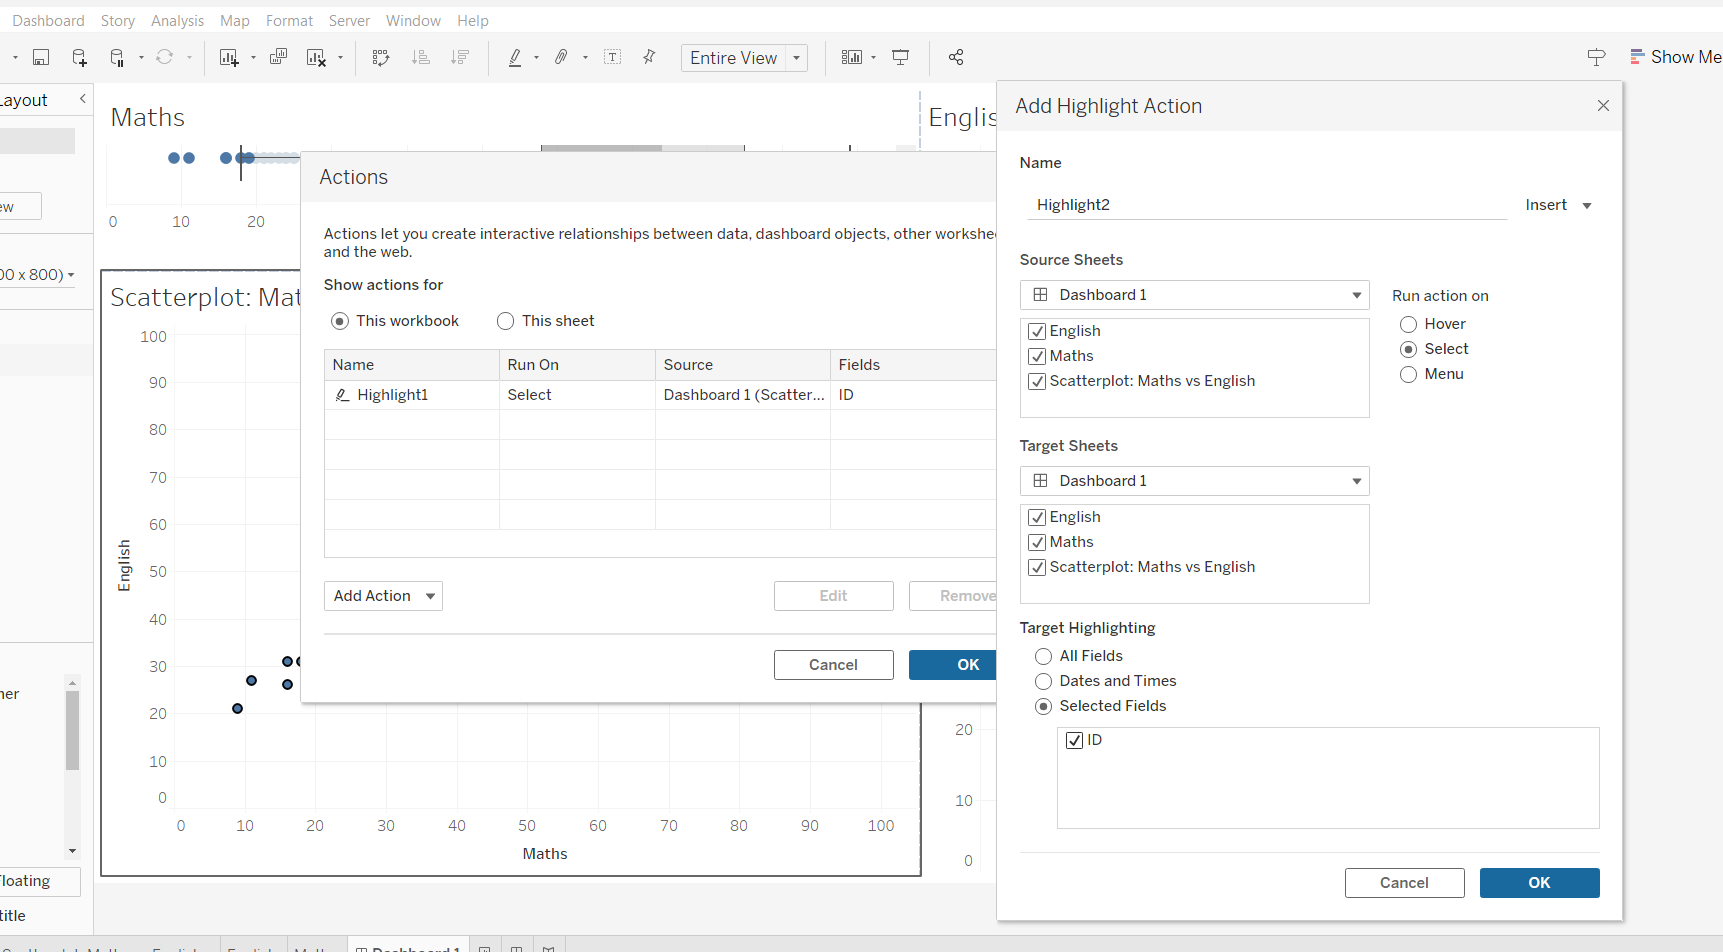 Dashboard Story Analysis Map Format Server Window Help
Entire View
Show Me
Layout
Maths
Englis
0 10 20
00 x 800)
Scatterplot: Mat
100
90
80
70
60
50
40
30
20
10
0
English
0 10 20 30 40 50 60 70 80 90 100
Maths
20
10
0
Floating
title
Dashboard 1
Actions
Actions let you create interactive relationships between data, dashboard objects, other workshee
and the web.
Show actions for
This workbook This sheet
Name Run On Source Fields
Highlight1 Select Dashboard 1 (Scatter... ID
Add Action Edit Remove
Cancel OK
Add Highlight Action
Name
Highlight2 Insert
Source Sheets
Dashboard 1
English
Maths
Scatterplot: Maths vs English
Run action on
Hover
Select
Menu
Target Sheets
Dashboard 1
English
Maths
Scatterplot: Maths vs English
Target Highlighting
All Fields
Dates and Times
Selected Fields
ID
Cancel OK